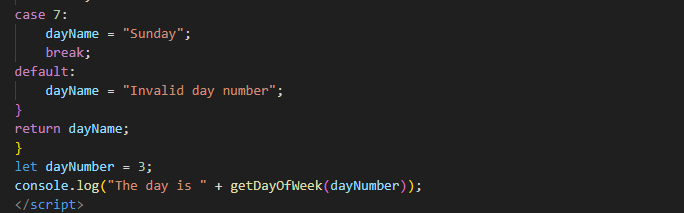 case 7:
    dayName = "Sunday";
    break;
default:
    dayName = "Invalid day number";
}
return dayName;
}
let dayNumber = 3;
console.log("The day is " + getDayOfWeek(dayNumber));
</script>